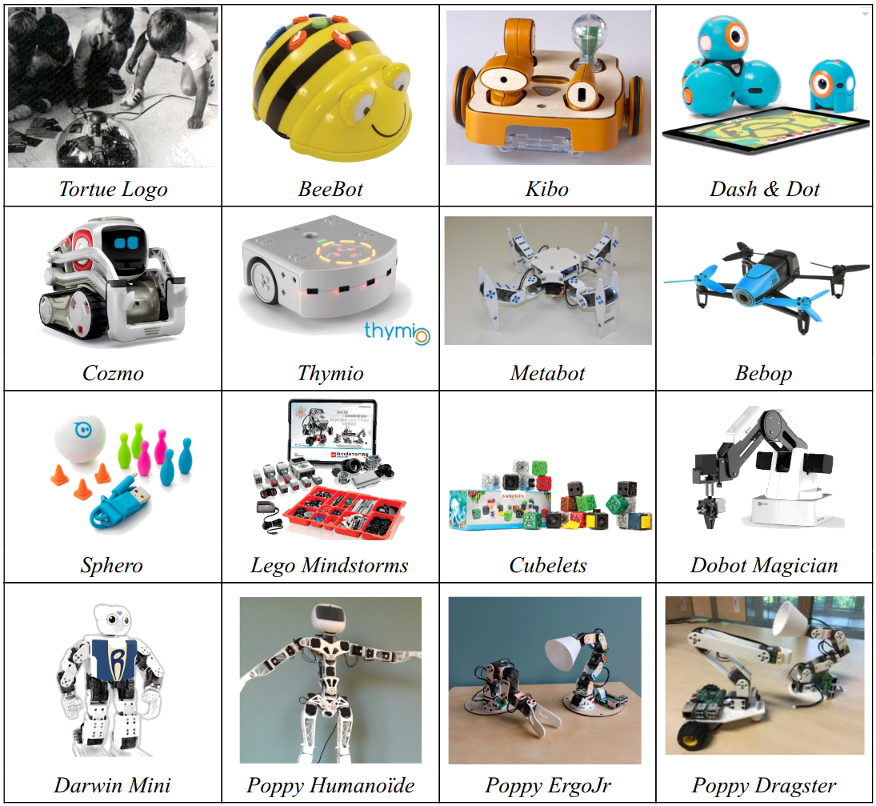 Tortue Logo
BeeBot
Kibo
Dash & Dot
thymio
Cozmo
Thymio
Metabot
Bebop
Cubelets
Sphero
Lego Mindstorms
Cubelets
Dobot Magician
Darwin Mini
Poppy Humanoïde
Poppy ErgoJr
Poppy Dragster